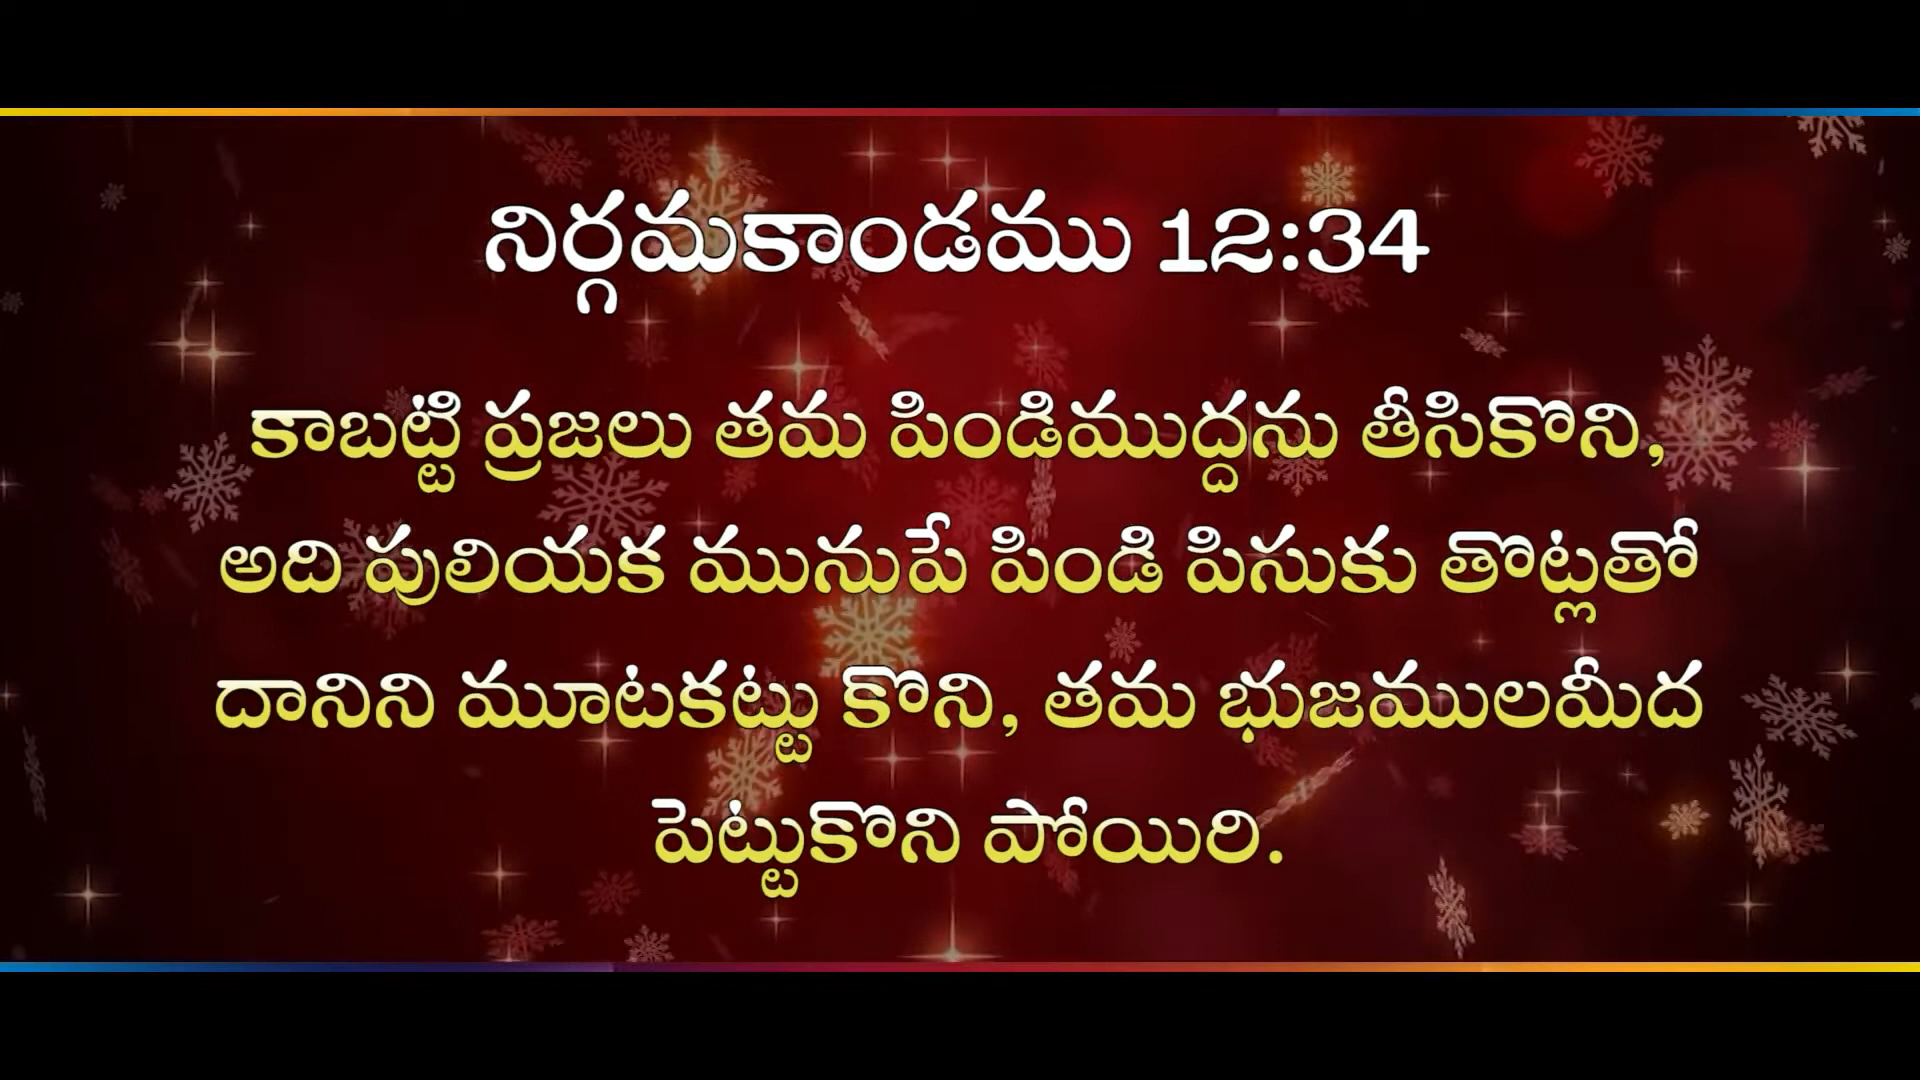 నిర్గమకాండము 12:34
కాబట్టి ప్రజలు తమ పిండిముద్దను తీసికొని,
అది పులియక మునుపే పిండి పిసుకు తొట్లతో
దానిని మూటకట్టు కొని, తమ భుజములమీద
పెట్టుకొని పోయిరి.